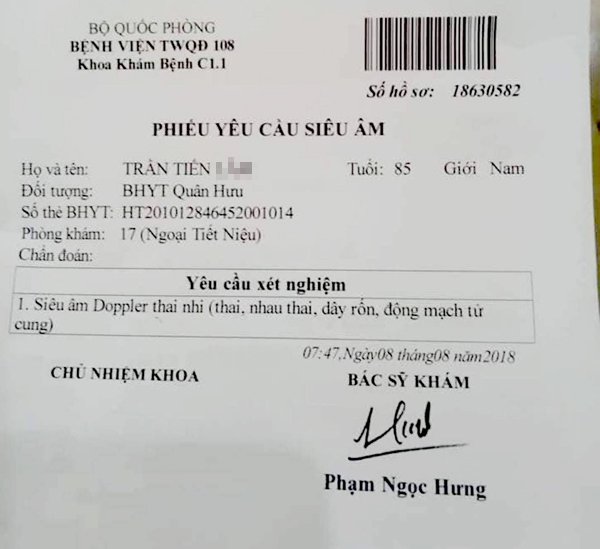 BỘ QUỐC PHÒNG
BỆNH VIỆN TWQĐ 108
Khoa Khám Bệnh C1.1
Số hồ sơ: 18630582
PHIẾU YÊU CẦU SIÊU ÂM
Họ và tên: TRẦN TIẾN Tuổi: 85 Giới Nam
Đối tượng: BHYT Quân Hưu
Số thẻ BHYT: HT201012846452001014
Phòng khám: 17 (Ngoại Tiết Niệu)
Chẩn đoán:
Yêu cầu xét nghiệm
1. Siêu âm Doppler thai nhi (thai, nhau thai, dây rốn, động mạch tử
cung)
07:47,Ngày08 tháng08 năm2018
CHỦ NHIỆM KHOA BÁC SỸ KHÁM
Phạm Ngọc Hưng